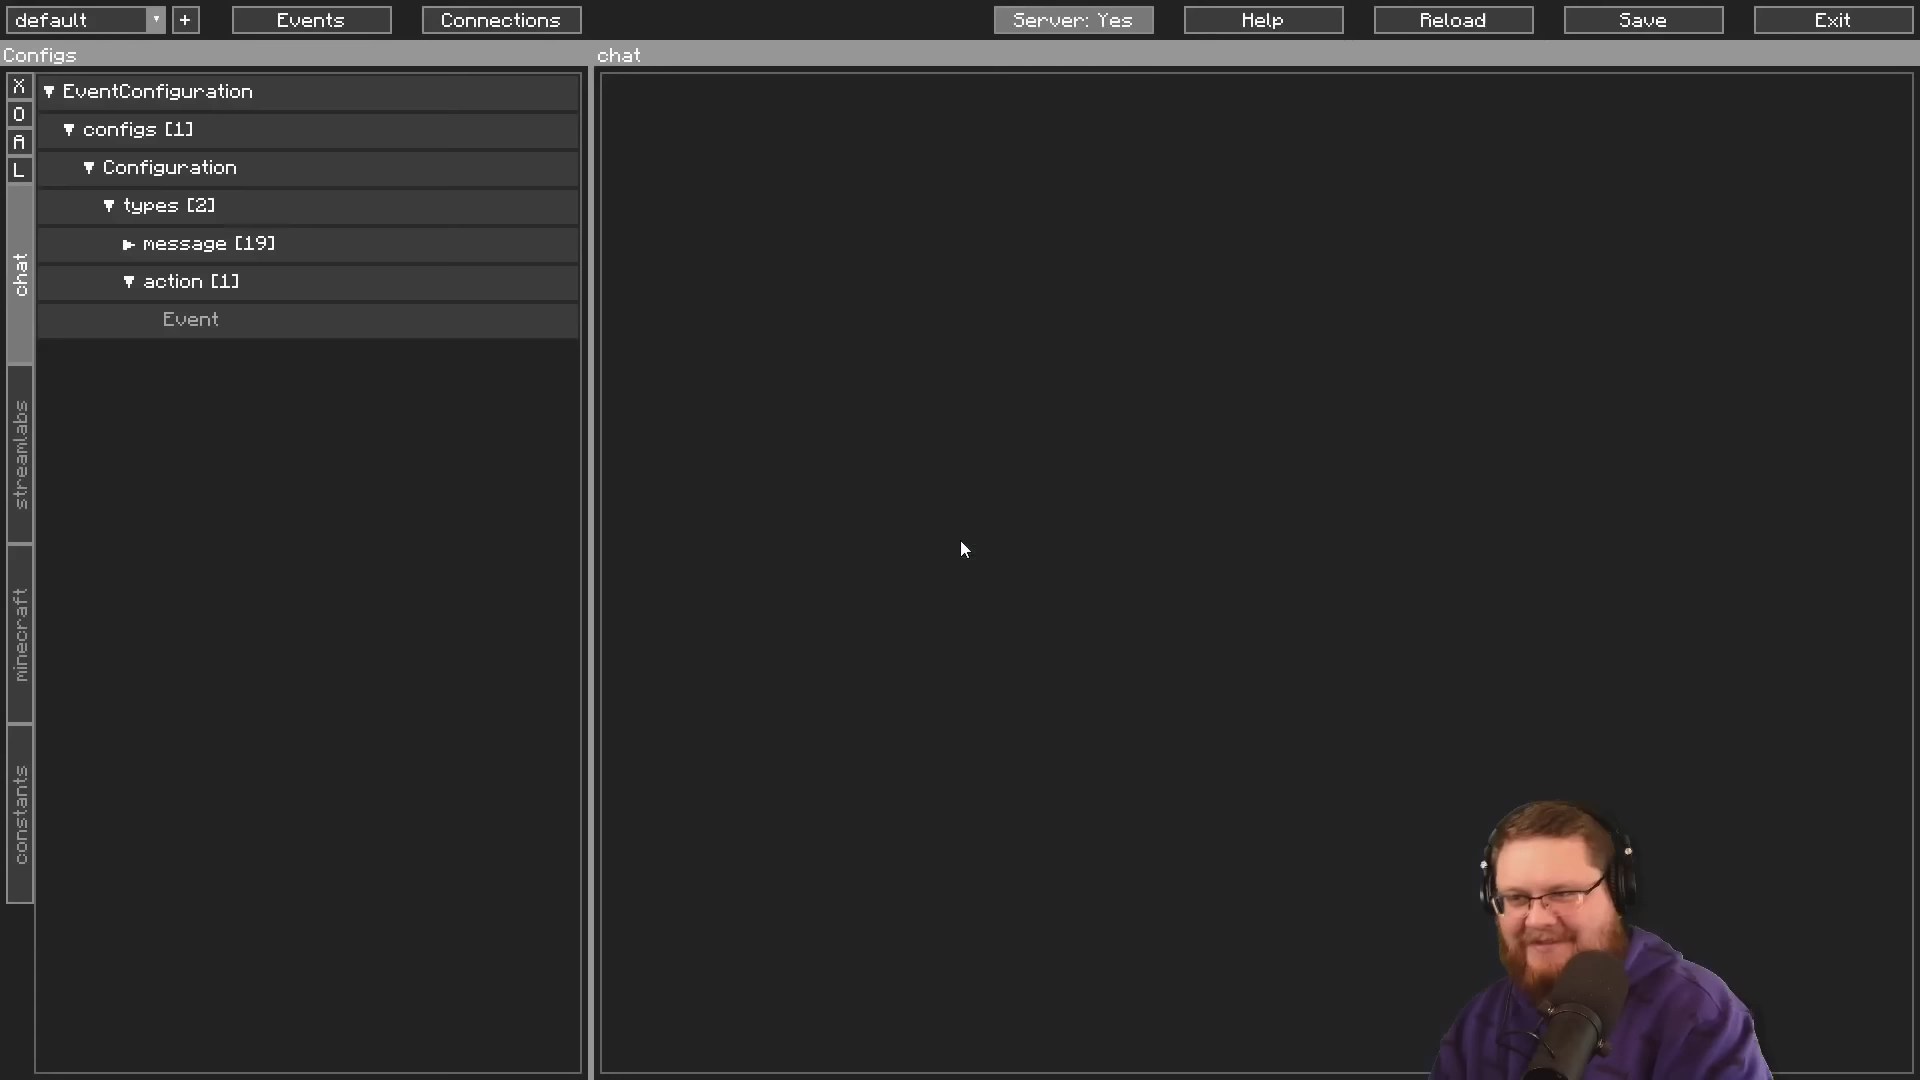 default
+
Events
Connections
Server: Yes
Help
Reload
Save
Exit
Configs
chat
X
O
A
L
chat
streamlabs
minecraft
constants
EventConfiguration
configs [1]
Configuration
types [2]
message [19]
action [1]
Event